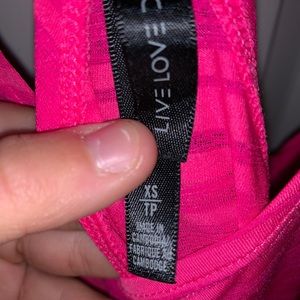 LIVE LOVE
XS
TP
MADE IN
CAMBODIA
FABRIQUÉ AU
CAMBODGE